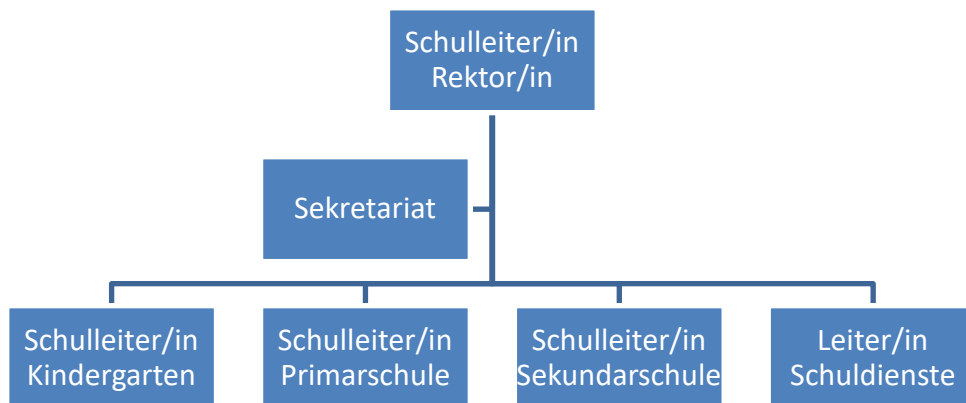 Schulleiter/in
Rektor/in
Sekretariat
Schulleiter/in
Kindergarten
Schulleiter/in
Primarschule
Schulleiter/in
Sekundarschule
Leiter/in
Schuldienste